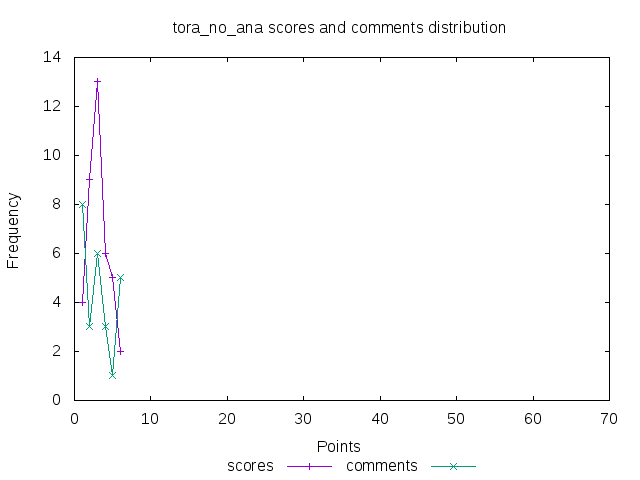 tora_no_ana scores and comments distribution
14
12
10
8
6
4
2
0
Frequency
0 10 20 30 40 50 60 70
Points
scores comments